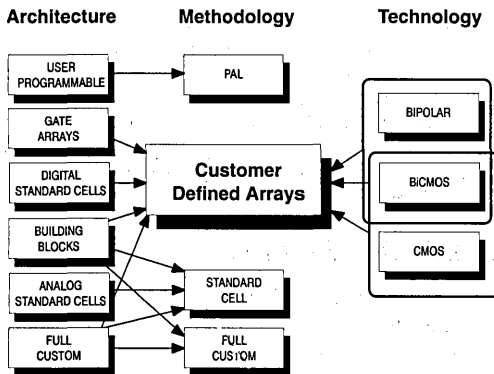 Architecture
Methodology
Technology
USER
PROGRAMMABLE
PAL
GATE
ARRAYS
DIGITAL
STANDARD CELLS
BUILDING
BLOCKS
ANALOG
STANDARD CELLS
FULL
CUSTOM
Customer
Defined Arrays
STANDARD
CELL
FULL
CUSTOM
BIPOLAR
BiCMOS
CMOS